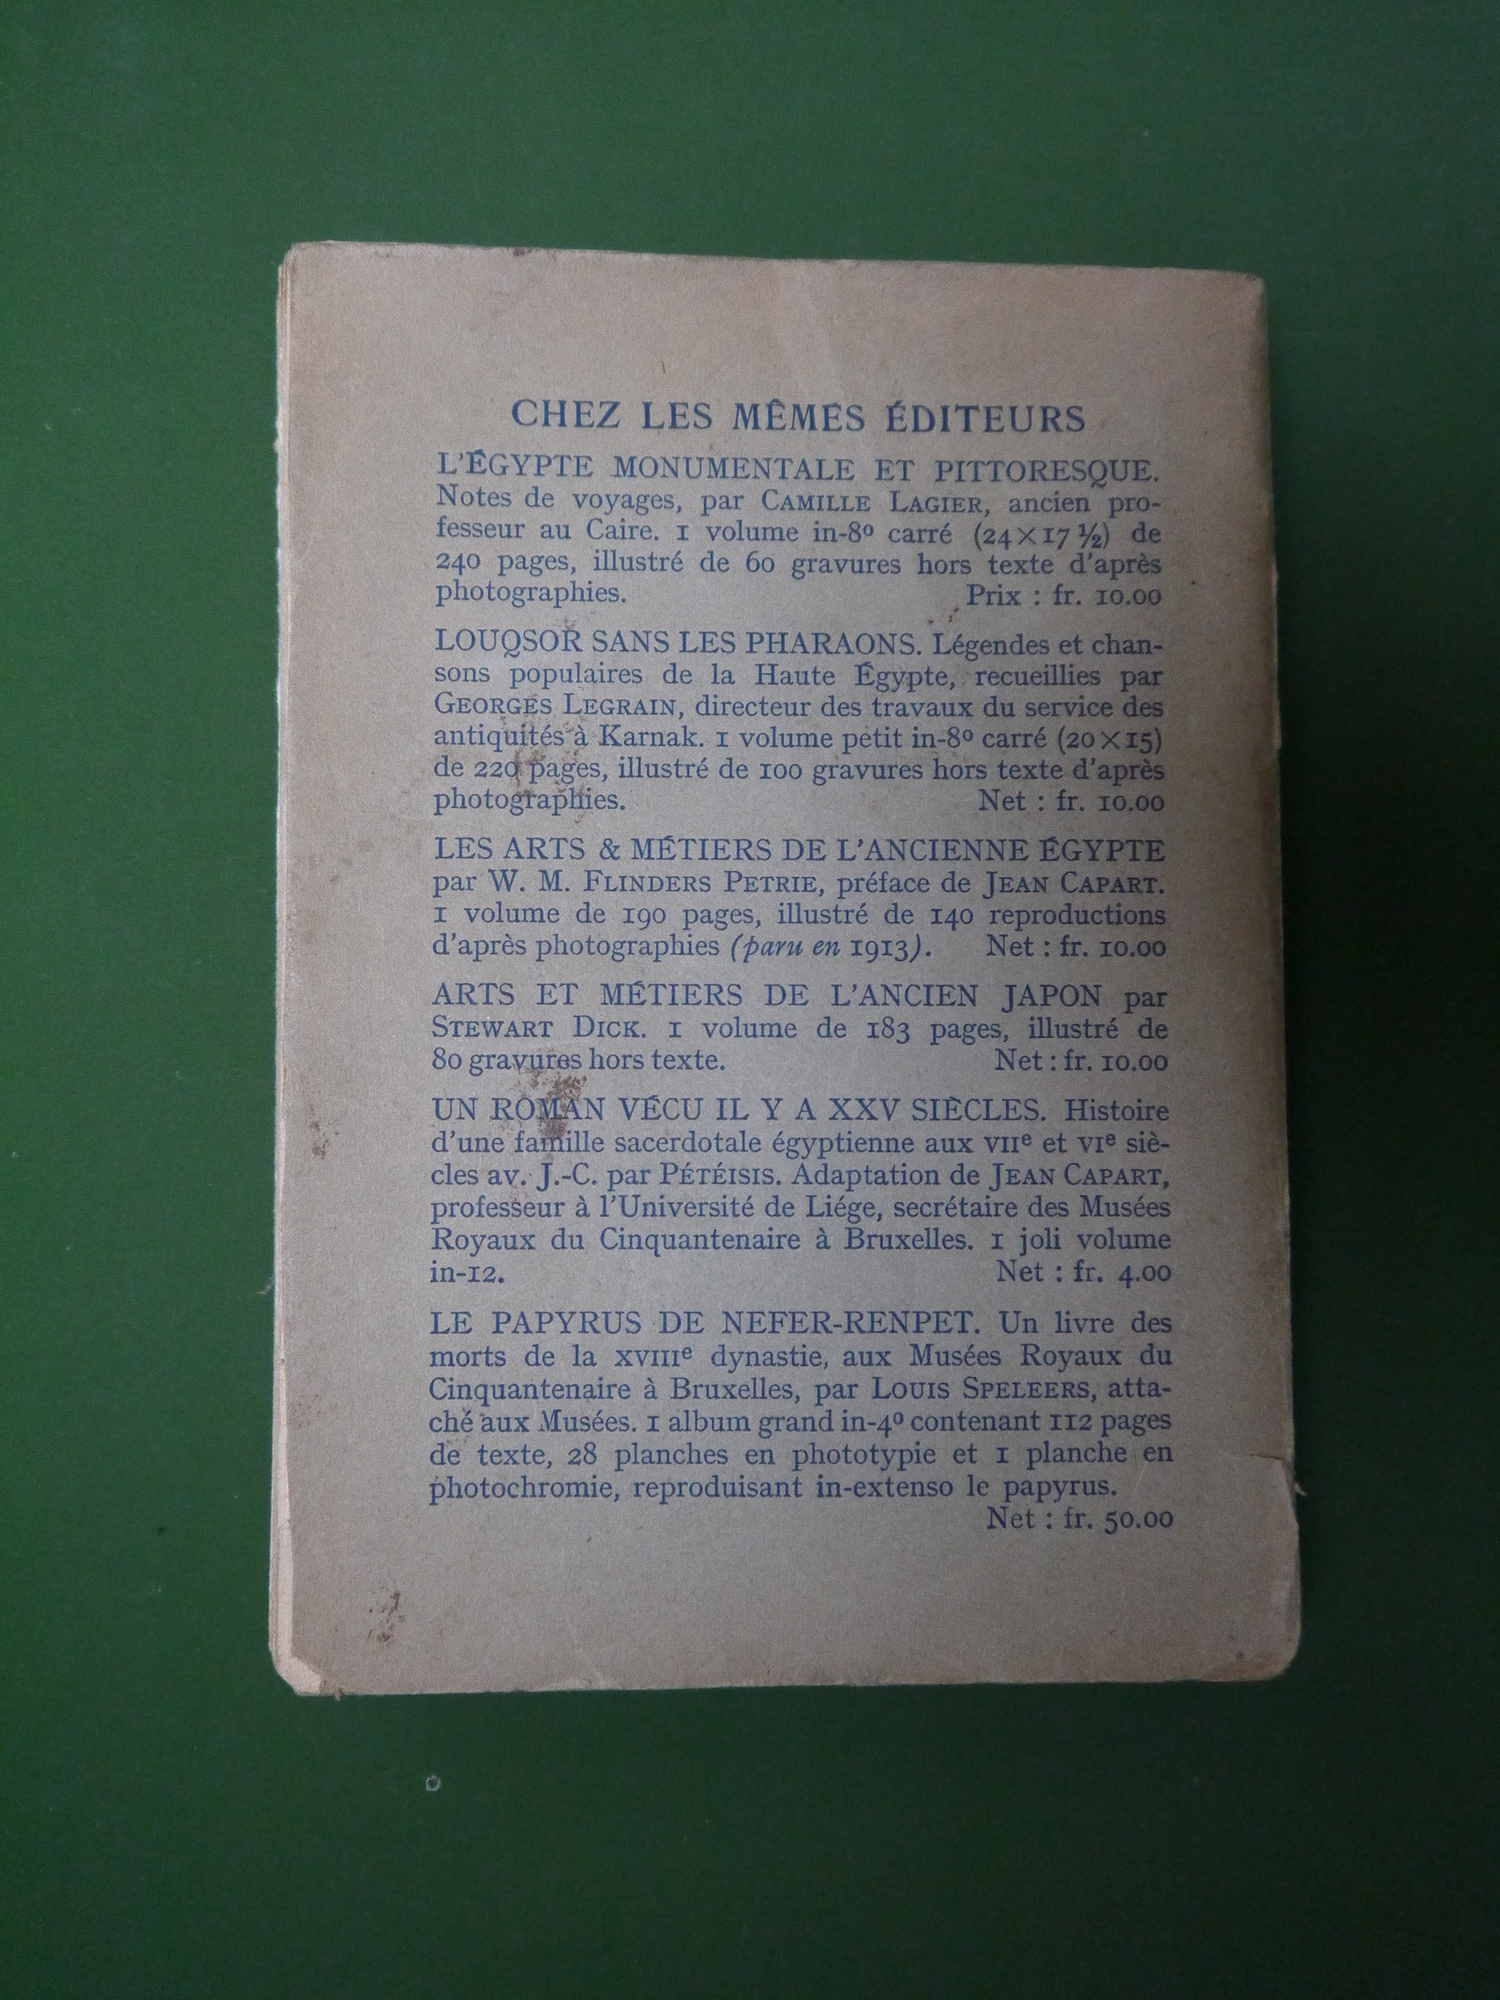 CHEZ LES MÊMES ÉDITEURS
L'ÉGYPTE MONUMENTALE ET PITTORESQUE.
Notes de voyages, par CAMILLE LAGIER, ancien pro-
fesseur au Caire. 1 volume in-8º carré (24×17 ½) de
240 pages, illustré de 60 gravures hors texte d'après
photographies. Prix : fr. 10.00
LOUQSOR SANS LES PHARAONS. Légendes et chan-
sons populaires de la Haute Égypte, recueillies par
GEORGES LEGRAIN, directeur des travaux du service des
antiquités à Karnak. 1 volume petit in-8º carré (20×15)
de 220 pages, illustré de 100 gravures hors texte d'après
photographies. Net : fr. 10.00
LES ARTS & MÉTIERS DE L'ANCIENNE ÉGYPTE
par W. M. FLINDERS PETRIE, préface de JEAN CAPART.
1 volume de 190 pages, illustré de 140 reproductions
d'après photographies (paru en 1913). Net : fr. 10.00
ARTS ET MÉTIERS DE L'ANCIEN JAPON par
STEWART DICK. 1 volume de 183 pages, illustré de
80 gravures hors texte. Net : fr. 10.00
UN ROMAN VÉCU IL Y A XXV SIÈCLES. Histoire
d'une famille sacerdotale égyptienne aux VIIe et VIe siè-
cles av. J.-C. par PÉTÉISIS. Adaptation de JEAN CAPART,
professeur à l'Université de Liége, secrétaire des Musées
Royaux du Cinquantenaire à Bruxelles. 1 joli volume
in-12. Net : fr. 4.00
LE PAPYRUS DE NEFER-RENPET. Un livre des
morts de la XVIIIe dynastie, aux Musées Royaux du
Cinquantenaire à Bruxelles, par LOUIS SPELEERS, atta-
ché aux Musées. 1 album grand in-4º contenant 112 pages
de texte, 28 planches en phototypie et 1 planche en
photochromie, reproduisant in-extenso le papyrus.
Net : fr. 50.00